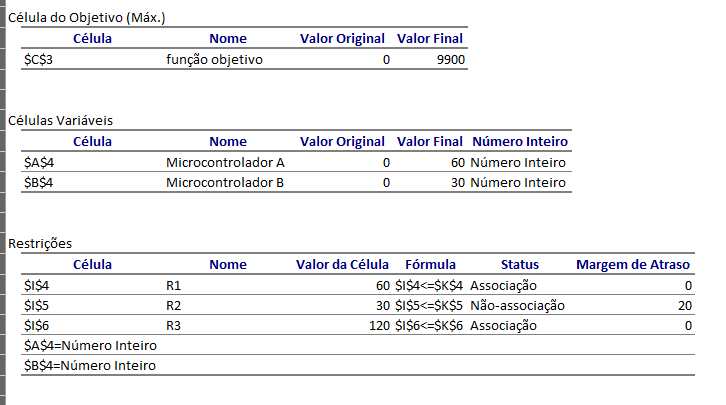 Célula do Objetivo (Máx.)
Célula Nome Valor Original Valor Final
$C$3 função objetivo 0 9900
Células Variáveis
Célula Nome Valor Original Valor Final Número Inteiro
$A$4 Microcontrolador A 0 60 Número Inteiro
$B$4 Microcontrolador B 0 30 Número Inteiro
Restrições
Célula Nome Valor da Célula Fórmula Status Margem de Atraso
$I$4 R1 60 $I$4<=$K$4 Associação 0
$I$5 R2 30 $I$5<=$K$5 Não-associação 20
$I$6 R3 120 $I$6<=$K$6 Associação 0
$A$4=Número Inteiro
$B$4=Número Inteiro